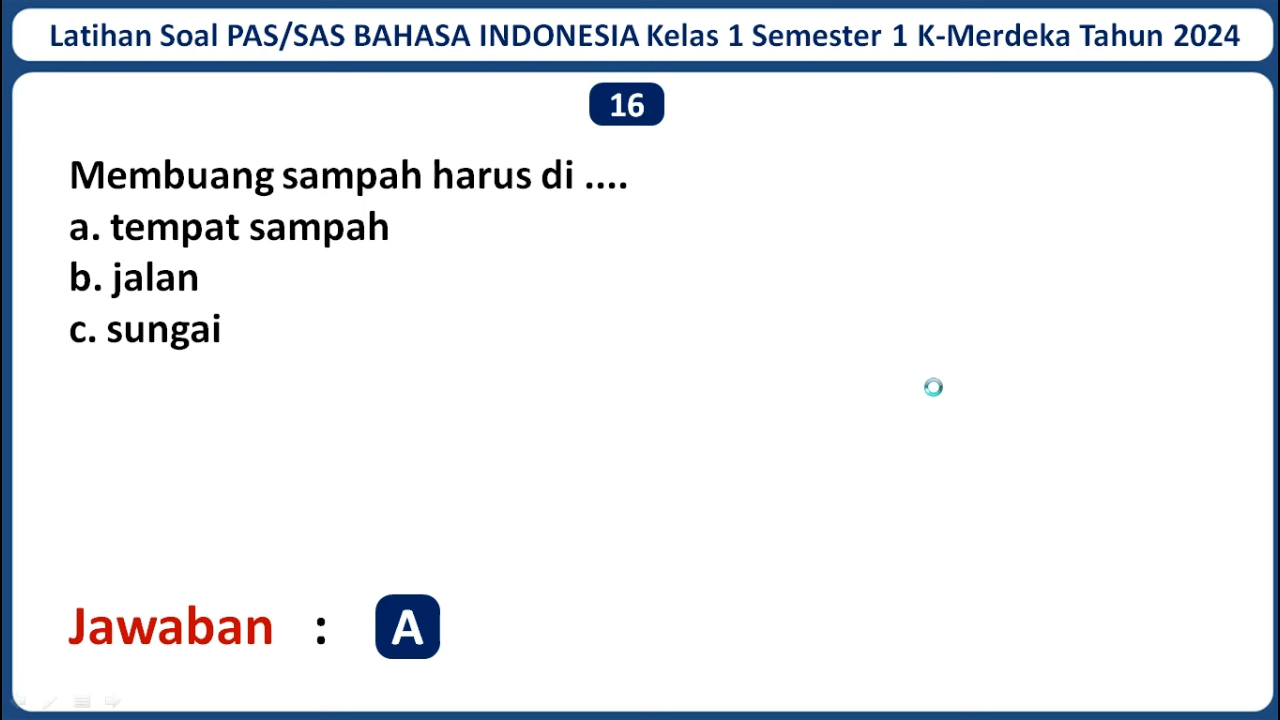 Latihan Soal PAS/SAS BAHASA INDONESIA Kelas 1 Semester 1 K-Merdeka Tahun 2024
16
Membuang sampah harus di ....
a. tempat sampah
b. jalan
c. sungai
Jawaban : A